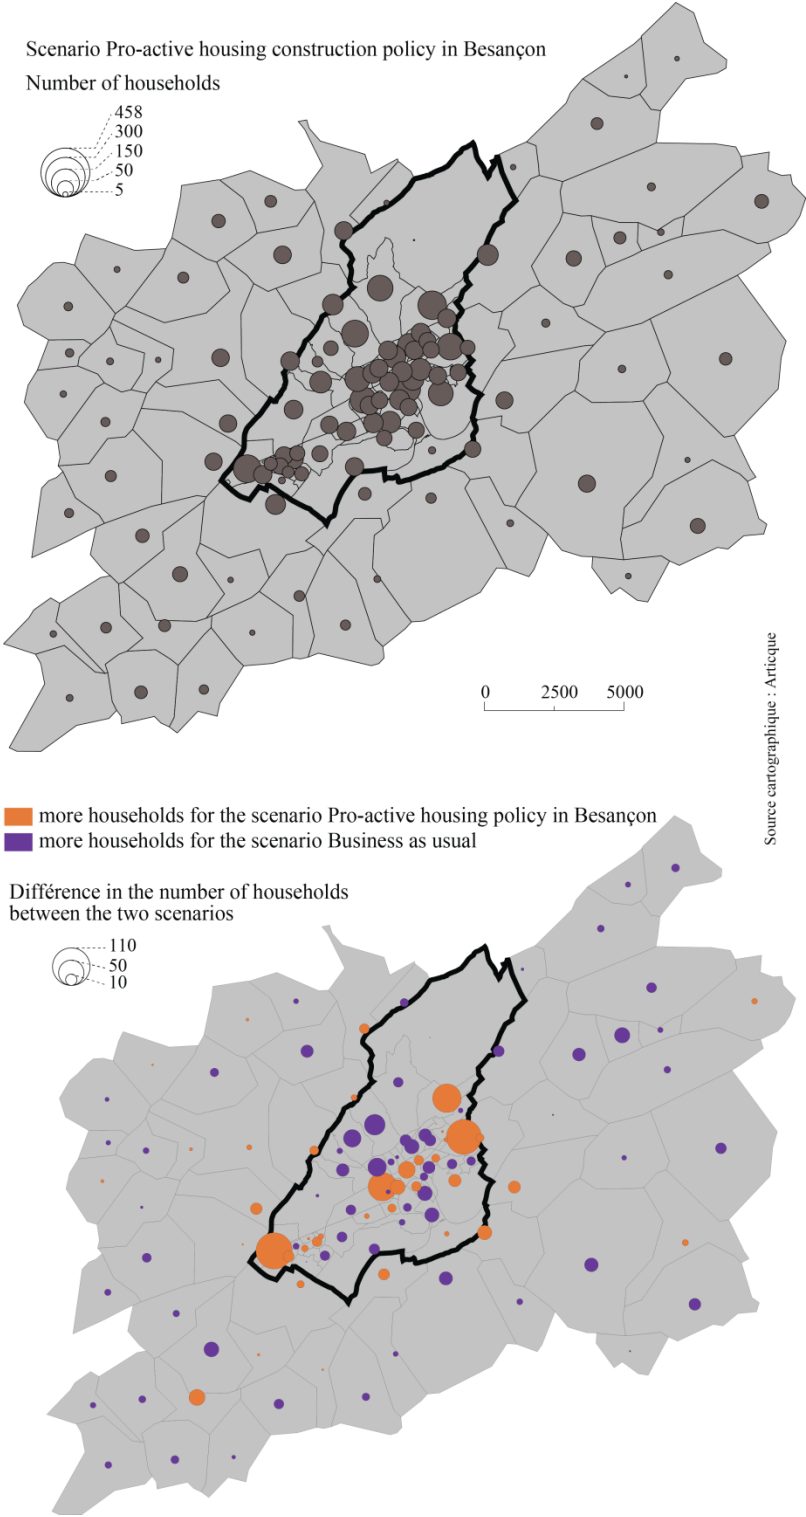 Scenario Pro-active housing construction policy in Besançon
Number of households
458
300
150
50
5
0 2500 5000
Source cartographique : Articque
more households for the scenario Pro-active housing policy in Besançon
more households for the scenario Business as usual
Différence in the number of households
between the two scenarios
110
50
10